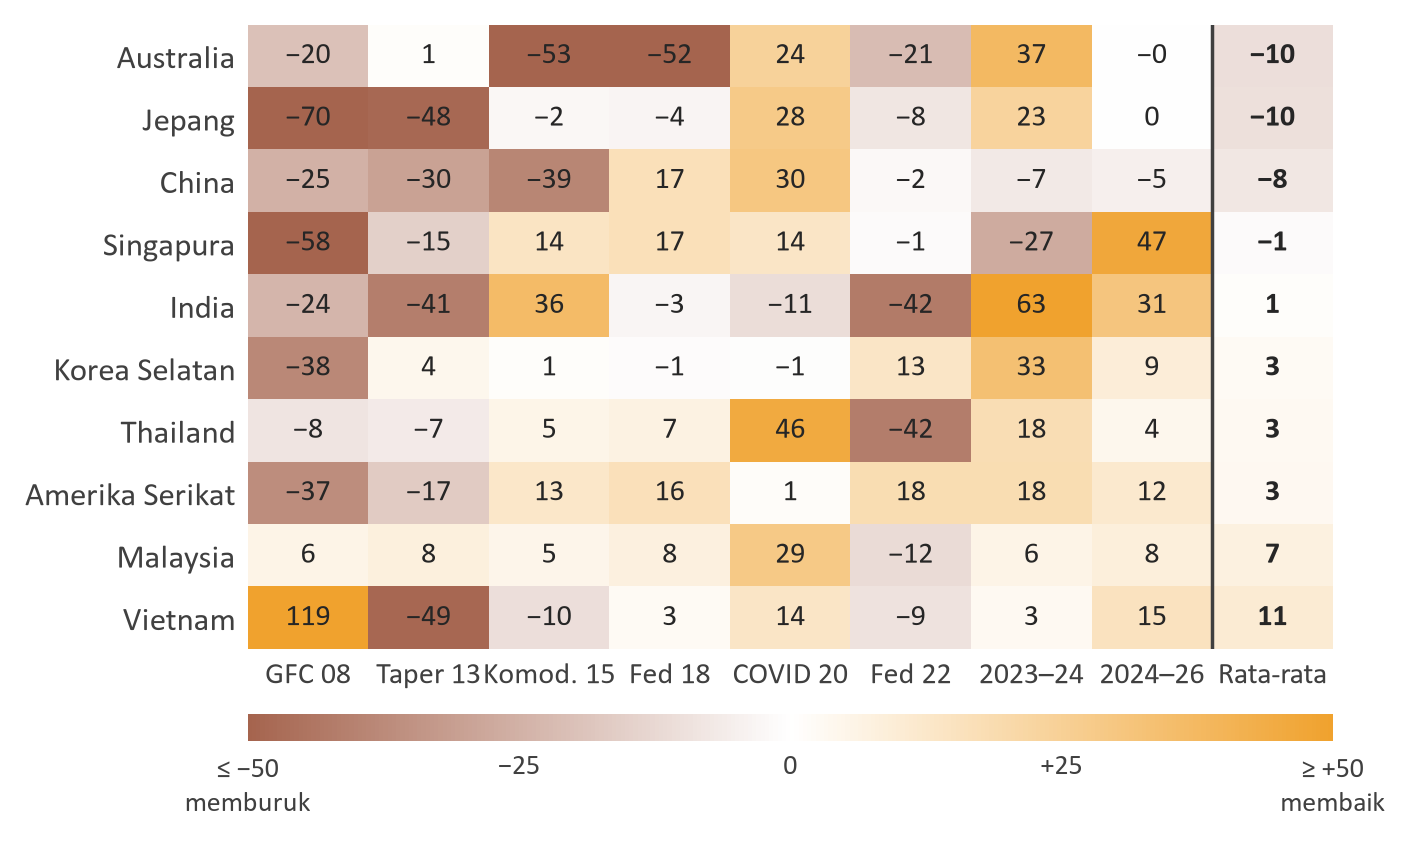 Australia −20 1 −53 −52 24 −21 37 −0 −10
Jepang −70 −48 −2 −4 28 −8 23 0 −10
China −25 −30 −39 17 30 −2 −7 −5 −8
Singapura −58 −15 14 17 14 −1 −27 47 −1
India −24 −41 36 −3 −11 −42 63 31 1
Korea Selatan −38 4 1 −1 −1 13 33 9 3
Thailand −8 −7 5 7 46 −42 18 4 3
Amerika Serikat −37 −17 13 16 1 18 18 12 3
Malaysia 6 8 5 8 29 −12 6 8 7
Vietnam 119 −49 −10 3 14 −9 3 15 11
GFC 08 Taper 13 Komod. 15 Fed 18 COVID 20 Fed 22 2023–24 2024–26 Rata-rata
≤ −50 −25 0 +25 ≥ +50
memburuk membaik